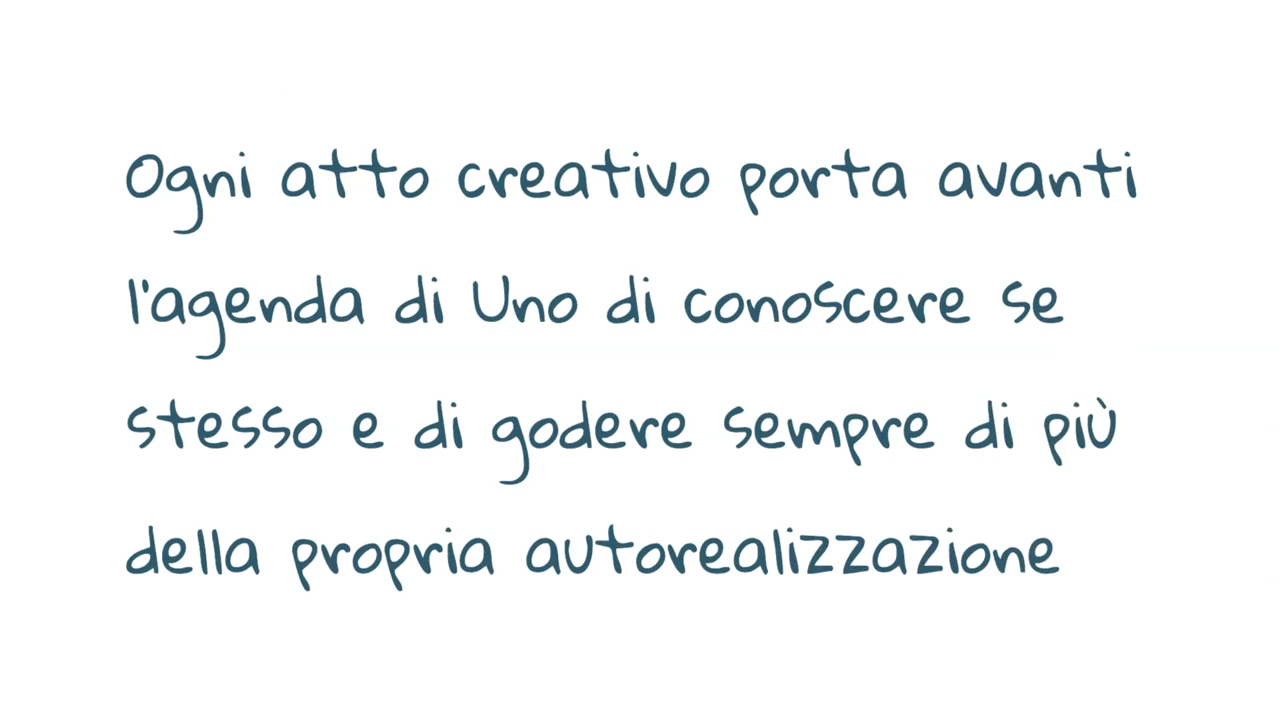 Ogni atto creativo porta avanti
l'agenda di Uno di conoscere se
stesso e di godere sempre di più
della propria autorealizzazione